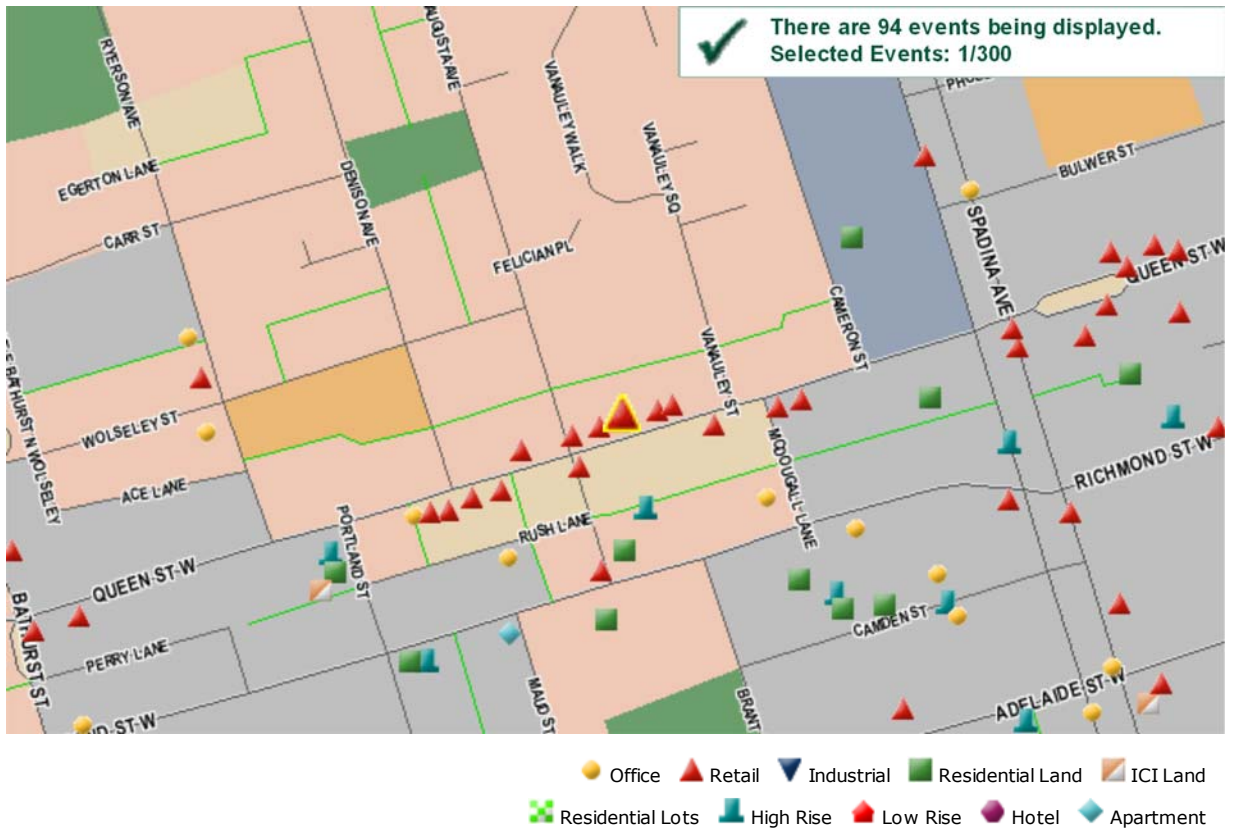 There are 94 events being displayed.
Selected Events: 1/300
RYERSON AVE
AUGUSTA AVE
VANAULEY WALK
VANAULEY SQ
BULWER ST
EGERTON LANE
DENISON AVE
CARR ST
FELICIAN PL
SPADINA AVE
QUEEN ST W
CAMERON ST
VANAULEY ST
WOLSELEY ST
MCDOUGALL LANE
RICHMOND ST W
ACE LANE
PORTLAND ST
RUSH LANE
QUEEN ST W
BATHURST ST
PERRY LANE
CAMDEN ST
MAUD ST
BRANT
ADELAIDE ST W
ND-ST-W
Office Retail Industrial Residential Land ICI Land
Residential Lots High Rise Low Rise Hotel Apartment